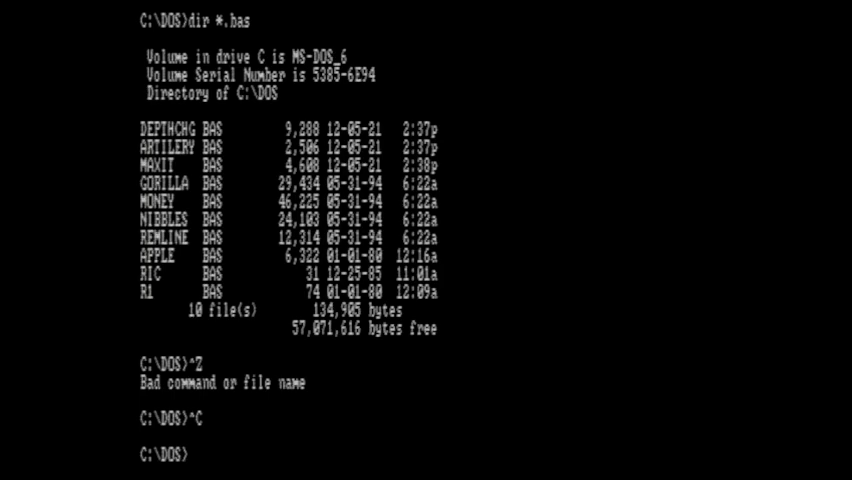 C:\DOS>dir *.bas
Volume in drive C is MS-DOS_6
Volume Serial Number is 5385-6E94
Directory of C:\DOS
DEPTHCHG BAS 9,288 12-05-21 2:37p
ARTILERY BAS 2,506 12-05-21 2:37p
MAXIT BAS 4,608 12-05-21 2:38p
GORILLA BAS 29,434 05-31-94 6:22a
MONEY BAS 46,225 05-31-94 6:22a
NIBBLES BAS 24,103 05-31-94 6:22a
REMLINE BAS 12,314 05-31-94 6:22a
APPLE BAS 6,322 01-01-80 12:16a
RIC BAS 31 12-25-85 11:01a
R1 BAS 74 01-01-80 12:09a
10 file(s) 134,905 bytes
57,071,616 bytes free
C:\DOS>^Z
Bad command or file name
C:\DOS>^C
C:\DOS>